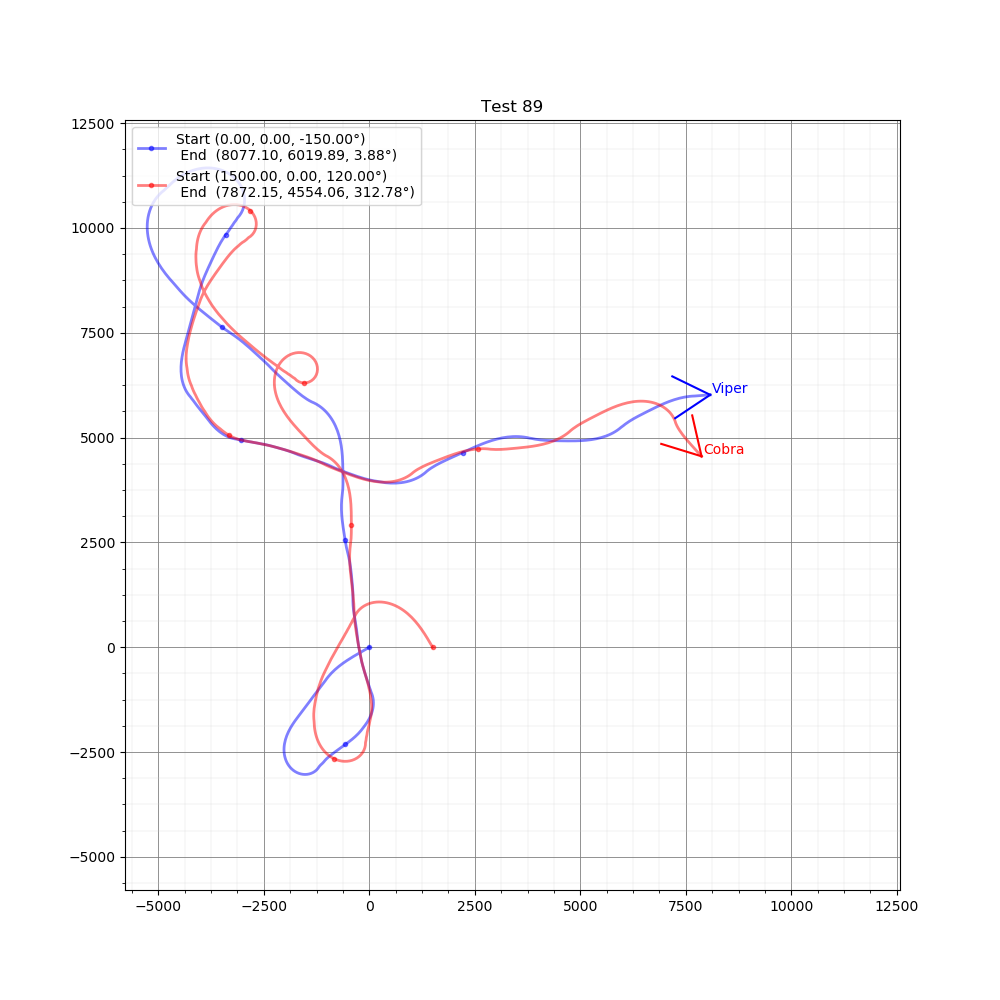 Test 89
12500
10000
7500
5000
2500
0
−2500
−5000
Start (0.00, 0.00, -150.00°)
End (8077.10, 6019.89, 3.88°)
Start (1500.00, 0.00, 120.00°)
End (7872.15, 4554.06, 312.78°)
Viper
Cobra
−5000 −2500 0 2500 5000 7500 10000 12500